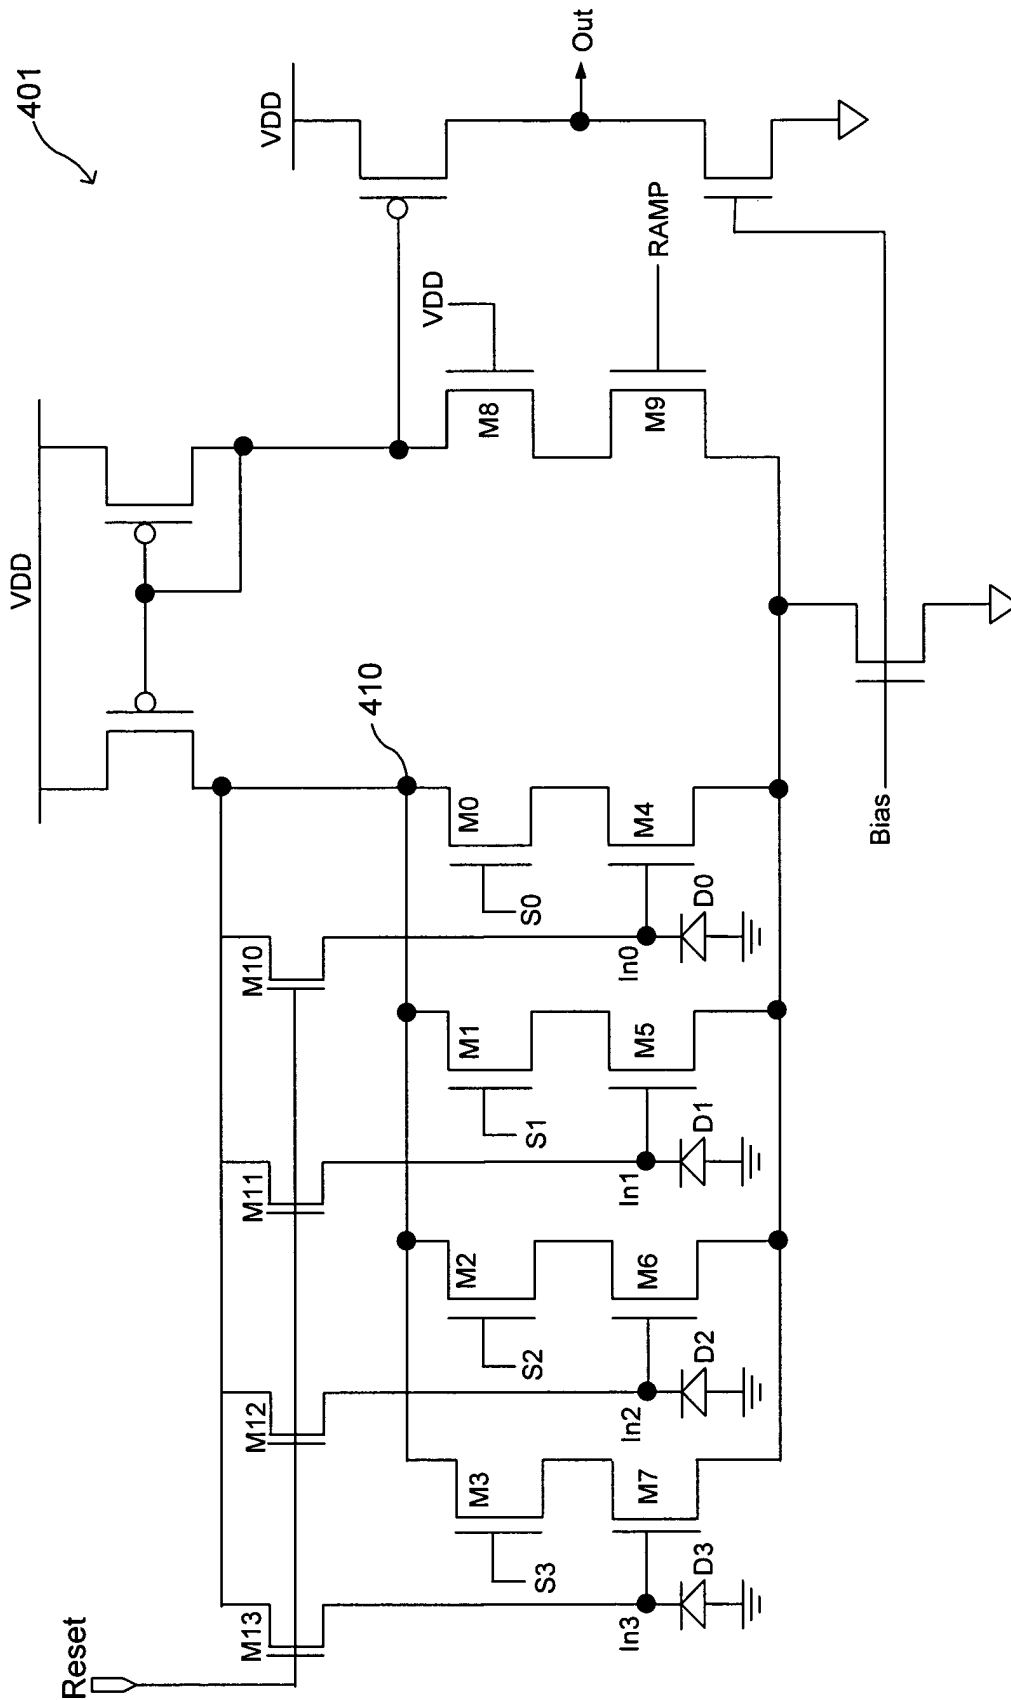 401
VDD
VDD
Out
VDD
RAMP
M8
M9
410
M0
M4
S0
M10
In0
D0
Bias
M1
M5
S1
M11
In1
D1
M2
M6
S2
M12
In2
D2
M3
M7
S3
M13
In3
D3
Reset